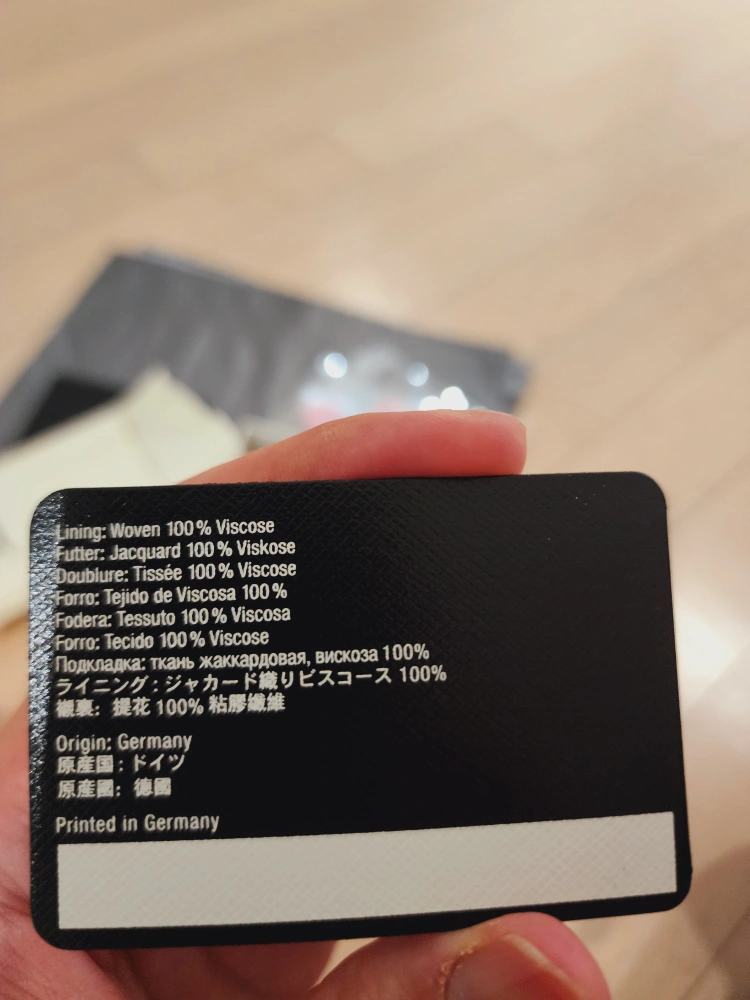 Lining: Woven 100% Viscose
Futter: Jacquard 100% Viskose
Doublure: Tissée 100% Viscose
Forro: Tejido de Viscosa 100%
Fodera: Tessuto 100% Viscosa
Forro: Tecido 100% Viscose
Подкладка: ткань жаккардовая, вискоза 100%
ライニング：ジャカード織りビスコース 100%
襯裏：提花 100% 粘膠纖維
Origin: Germany
原産国：ドイツ
原產國：德國
Printed in Germany